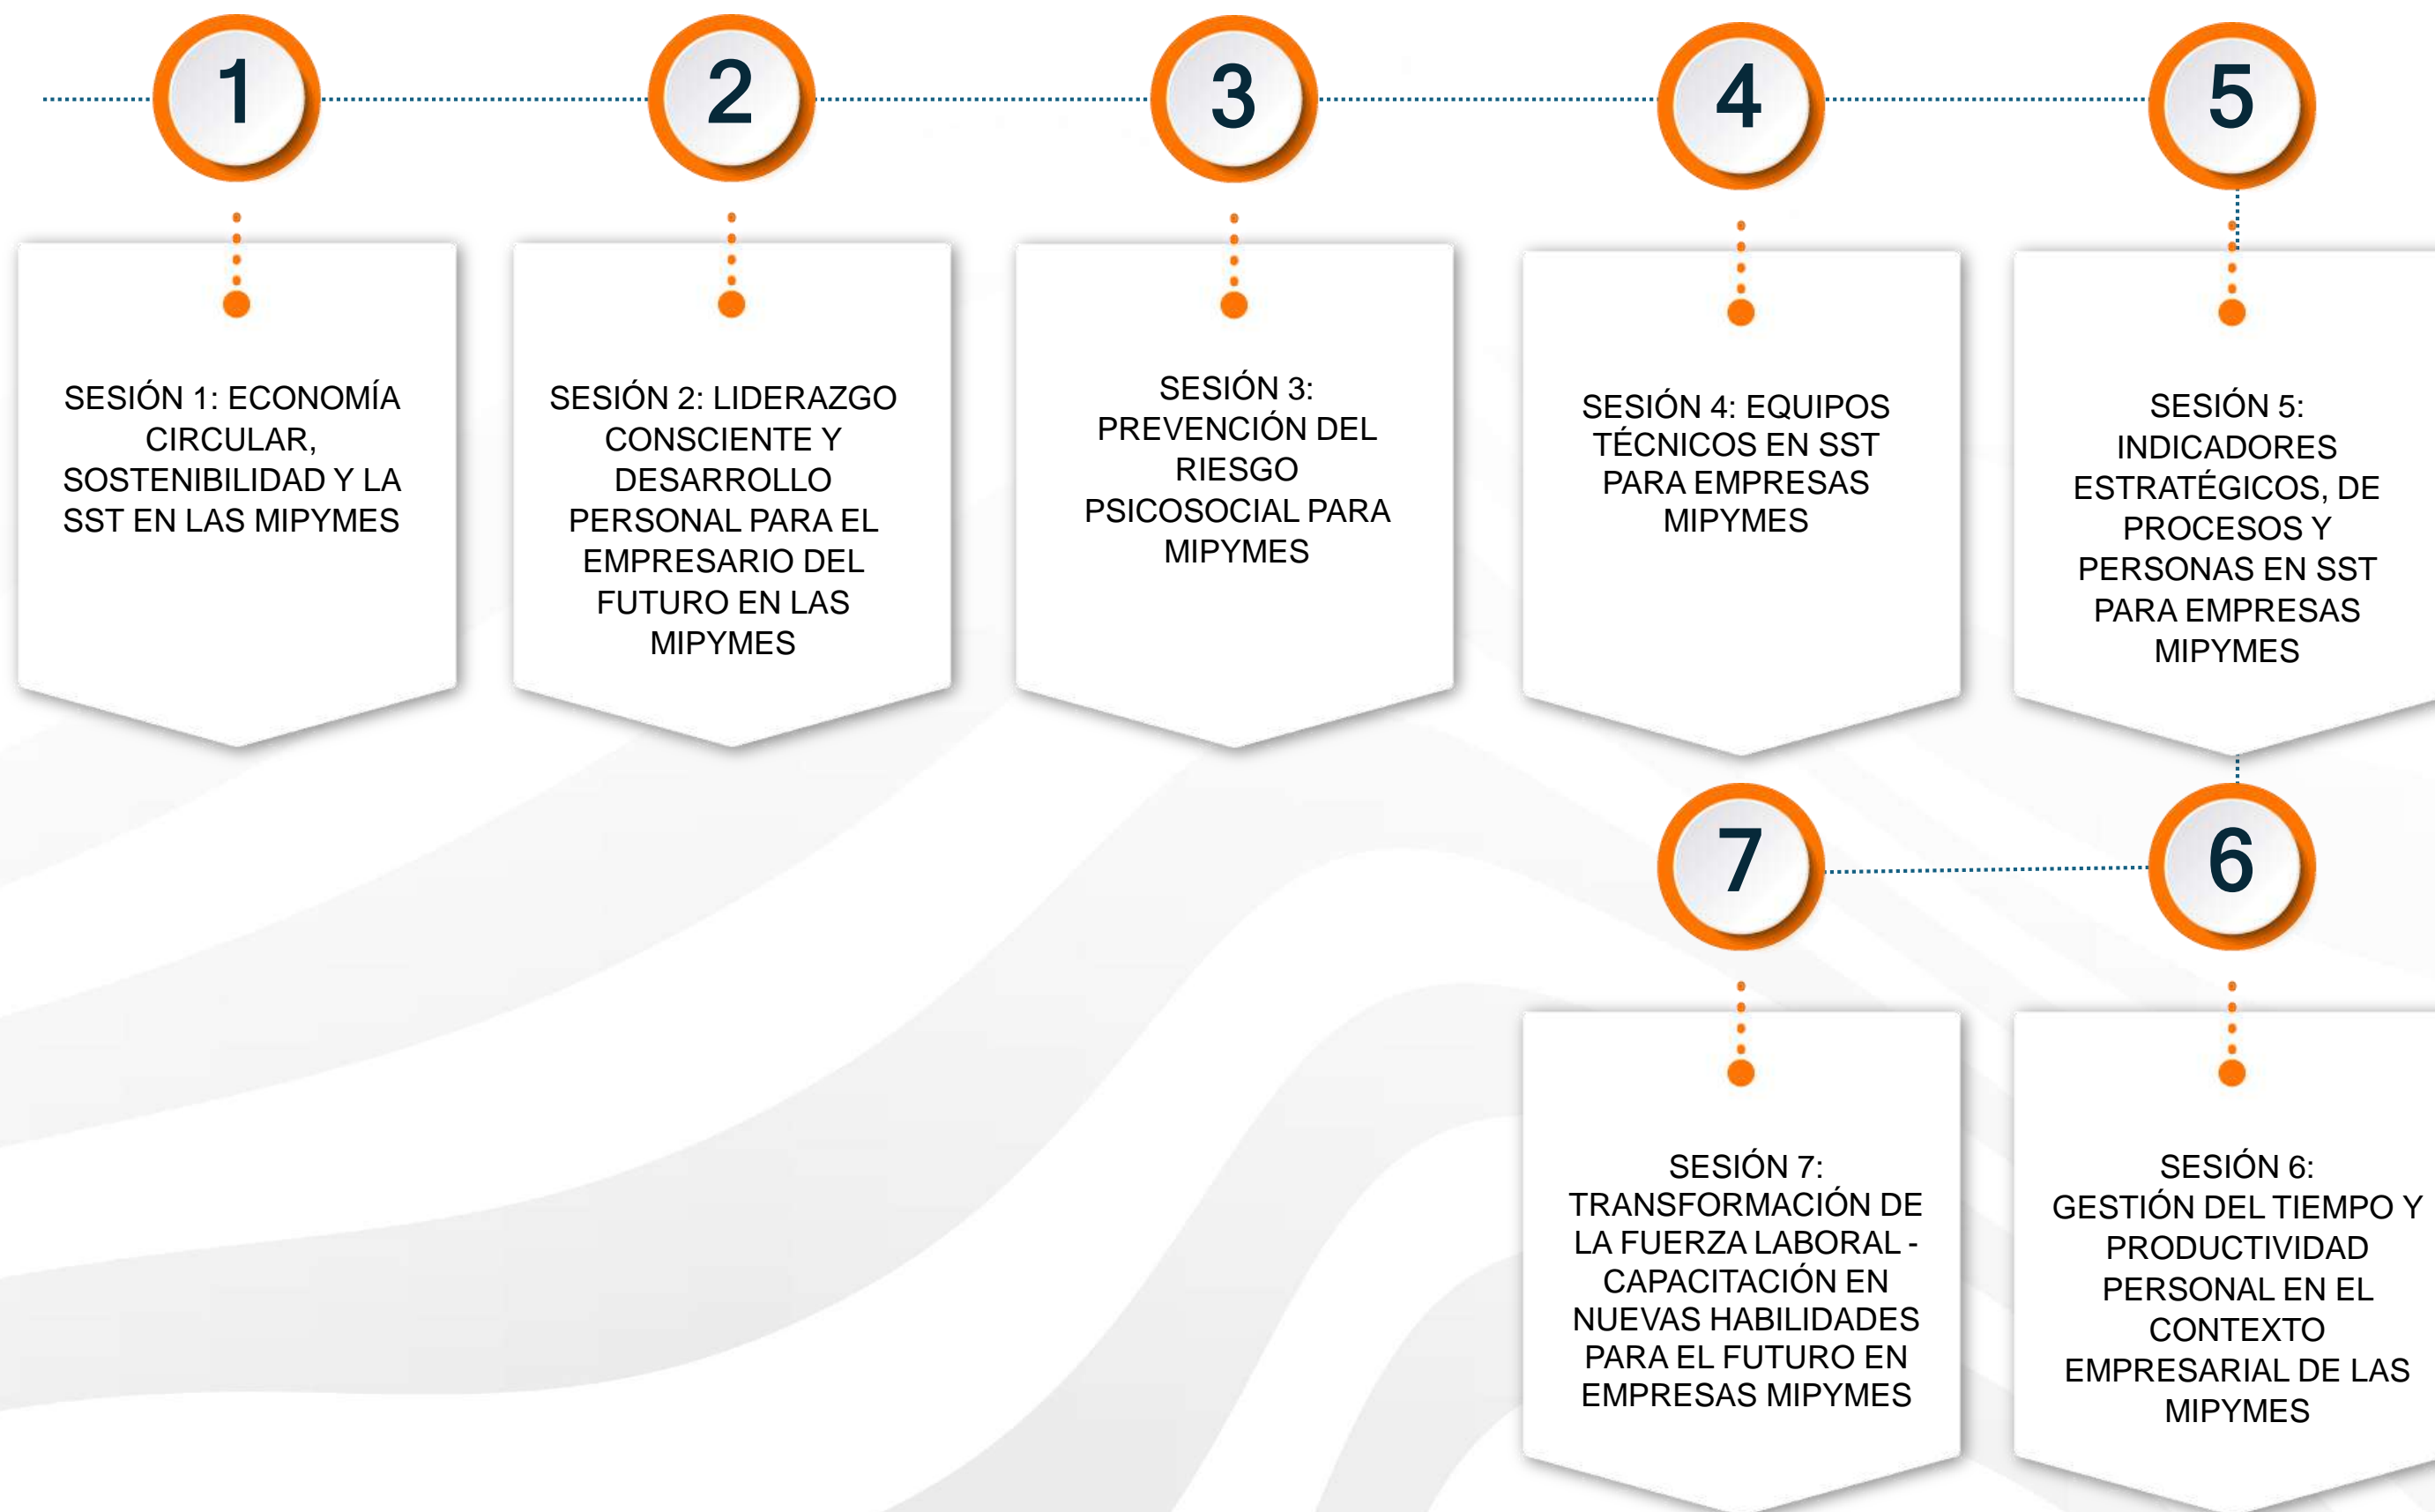 1
SESIÓN 1: ECONOMÍA
CIRCULAR,
SOSTENIBILIDAD Y LA
SST EN LAS MIPYMES
2
SESIÓN 2: LIDERAZGO
CONSCIENTE Y
DESARROLLO
PERSONAL PARA EL
EMPRESARIO DEL
FUTURO EN LAS
MIPYMES
3
SESIÓN 3:
PREVENCIÓN DEL
RIESGO
PSICOSOCIAL PARA
MIPYMES
4
SESIÓN 4: EQUIPOS
TÉCNICOS EN SST
PARA EMPRESAS
MIPYMES
5
SESIÓN 5:
INDICADORES
ESTRATÉGICOS, DE
PROCESOS Y
PERSONAS EN SST
PARA EMPRESAS
MIPYMES
6
SESIÓN 6:
GESTIÓN DEL TIEMPO Y
PRODUCTIVIDAD
PERSONAL EN EL
CONTEXTO
EMPRESARIAL DE LAS
MIPYMES
7
SESIÓN 7:
TRANSFORMACIÓN DE
LA FUERZA LABORAL -
CAPACITACIÓN EN
NUEVAS HABILIDADES
PARA EL FUTURO EN
EMPRESAS MIPYMES